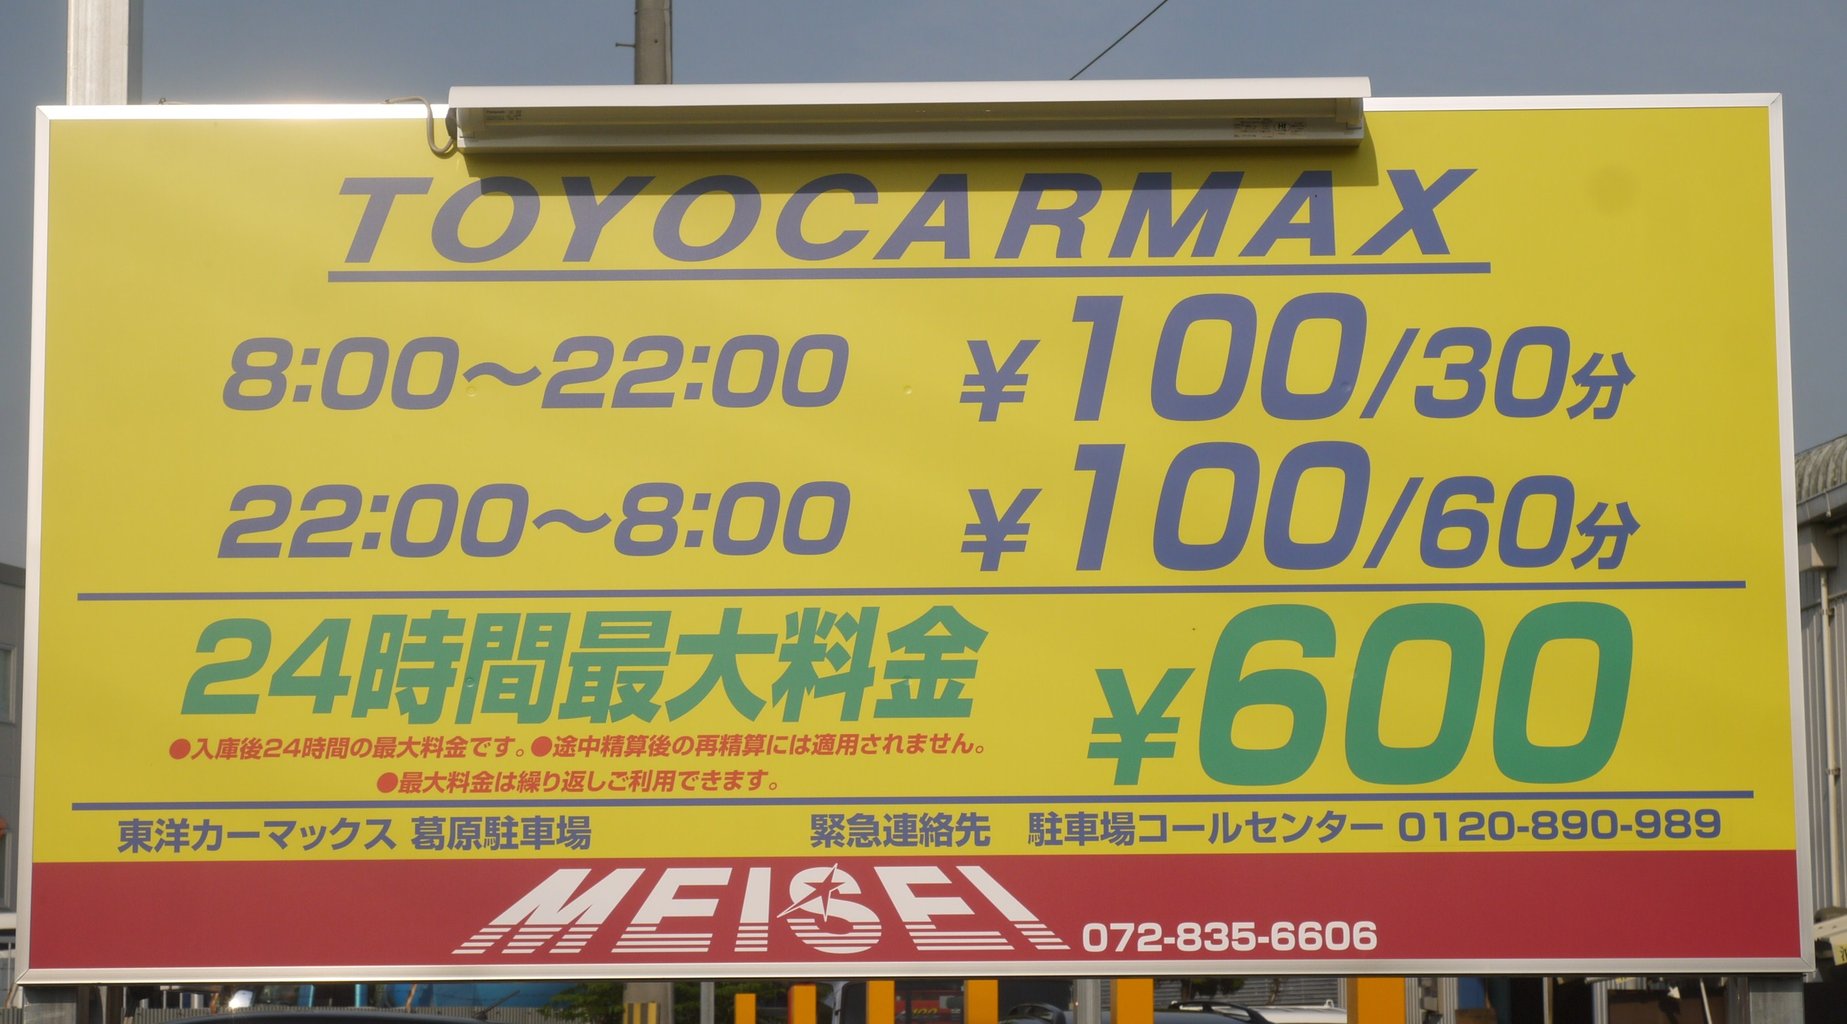 TOYOCARMAX
8:00～22:00 ¥100/30分
22:00～8:00 ¥100/60分
24時間最大料金 ¥600
●入庫後24時間の最大料金です。●途中精算後の再精算には適用されません。
●最大料金は繰り返しご利用できます。
東洋カーマックス 葛原駐車場 緊急連絡先 駐車場コールセンター 0120-890-989
MEISEI 072-835-6606